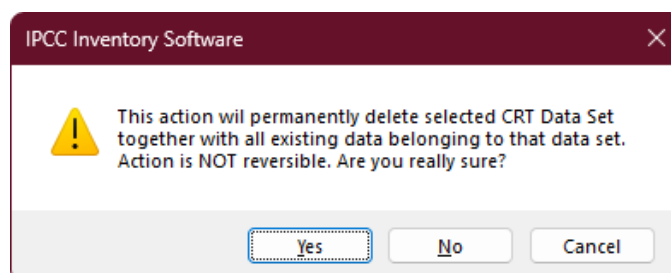 IPCC Inventory Software
This action wil permanently delete selected CRT Data Set
together with all existing data belonging to that data set.
Action is NOT reversible. Are you really sure?
Yes
No
Cancel